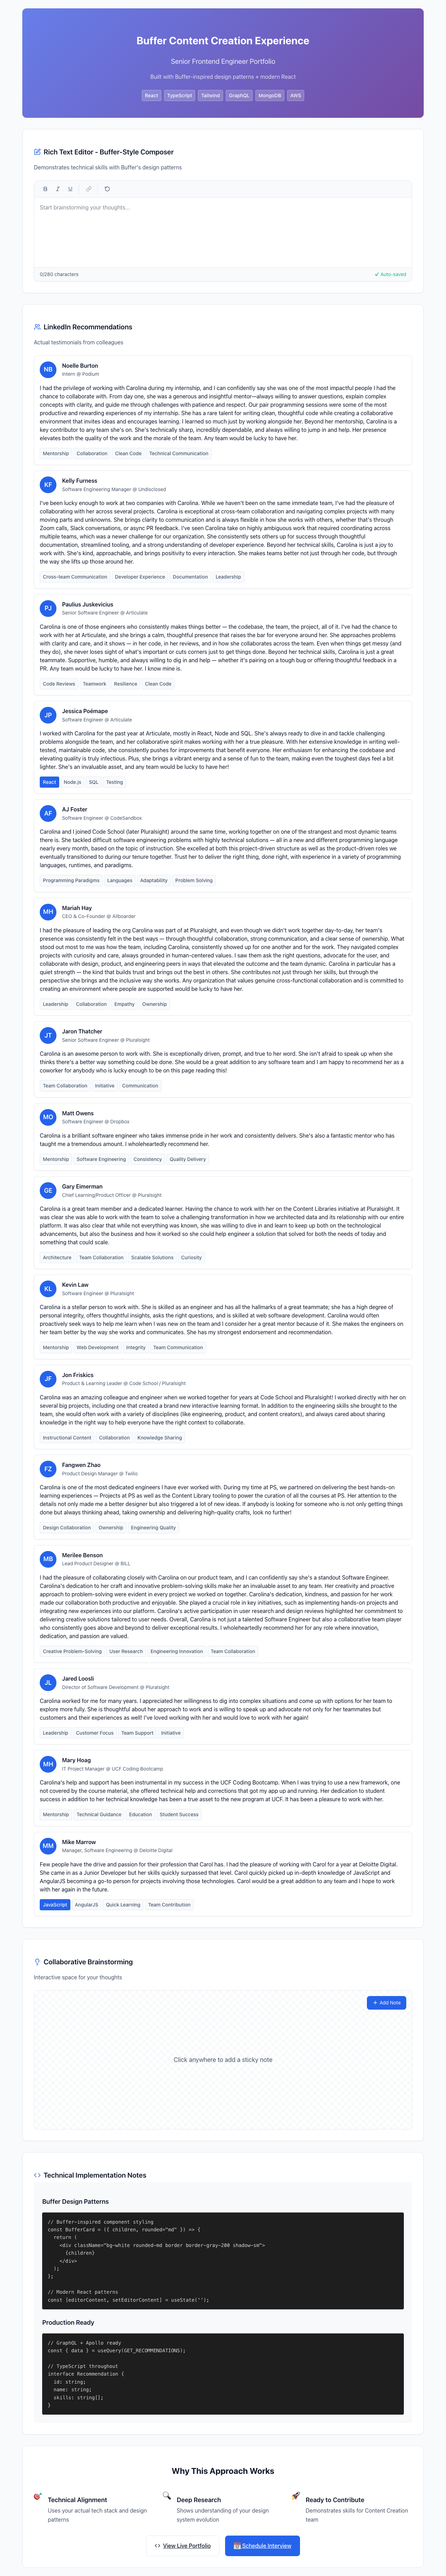 Buffer Content Creation Experience
Senior Frontend Engineer Portfolio
Built with Buffer-inspired design patterns + modern React
React TypeScript Tailwind GraphQL MongoDB AWS
Rich Text Editor - Buffer-Style Composer
Demonstrates technical skills with Buffer's design patterns
Start brainstorming your thoughts...
0/280 characters
✓ Auto-saved
LinkedIn Recommendations
Actual testimonials from colleagues
NB
Noelle Burton
Intern @ Podium
I had the privilege of working with Carolina during my internship, and I can confidently say she was one of the most impactful people I had the
chance to collaborate with. From day one, she was a generous and insightful mentor—always willing to answer questions, explain complex
concepts with clarity, and guide me through challenges with patience and respect. Our pair programming sessions were some of the most
productive and rewarding experiences of my internship. She has a rare talent for writing clean, thoughtful code while creating a collaborative
environment that invites ideas and encourages learning. I learned so much just by working alongside her. Beyond her mentorship, Carolina is a
key contributor to any team she's on. She's technically sharp, incredibly dependable, and always willing to jump in and help. Her presence
elevates both the quality of the work and the morale of the team. Any team would be lucky to have her.
Mentorship Collaboration Clean Code Technical Communication
KF
Kelly Furness
Software Engineering Manager @ Undisclosed
I've been lucky enough to work at two companies with Carolina. While we haven't been on the same immediate team, I've had the pleasure of
collaborating with her across several projects. Carolina is exceptional at cross-team collaboration and navigating complex projects with many
moving parts and unknowns. She brings clarity to communication and is always flexible in how she works with others, whether that's through
Zoom calls, Slack conversations, or async PR feedback. I've seen Carolina take on highly ambiguous projects that required coordination across
multiple teams, which was a newer challenge for our organization. She consistently sets others up for success through thoughtful
documentation, streamlined tooling, and a strong understanding of developer experience. Beyond her technical skills, Carolina is just a joy to
work with. She's kind, approachable, and brings positivity to every interaction. She makes teams better not just through her code, but through
the way she lifts up those around her.
Cross-team Communication Developer Experience Documentation Leadership
PJ
Paulius Juskevicius
Senior Software Engineer @ Articulate
Carolina is one of those engineers who consistently makes things better — the codebase, the team, the project, all of it. I've had the chance to
work with her at Articulate, and she brings a calm, thoughtful presence that raises the bar for everyone around her. She approaches problems
with clarity and care, and it shows — in her code, in her reviews, and in how she collaborates across the team. Even when things get messy (and
they do), she never loses sight of what's important or cuts corners just to get things done. Beyond her technical skills, Carolina is just a great
teammate. Supportive, humble, and always willing to dig in and help — whether it's pairing on a tough bug or offering thoughtful feedback in a
PR. Any team would be lucky to have her, I know mine is.
Code Reviews Teamwork Resilience Clean Code
JP
Jessica Poémape
Software Engineer @ Articulate
I worked with Carolina for the past year at Articulate, mostly in React, Node and SQL. She's always ready to dive in and tackle challenging
problems alongside the team, and her collaborative spirit makes working with her a true pleasure. With her extensive knowledge in writing well-
tested, maintainable code, she consistently pushes for improvements that benefit everyone. Her enthusiasm for enhancing the codebase and
elevating quality is truly infectious. Plus, she brings a vibrant energy and a sense of fun to the team, making even the toughest days feel a bit
lighter. She's an invaluable asset, and any team would be lucky to have her!
React Node.js SQL Testing
AF
AJ Foster
Software Engineer @ CodeSandbox
Carolina and I joined Code School (later Pluralsight) around the same time, working together on one of the strongest and most dynamic teams
there is. She tackled difficult software engineering problems with highly technical solutions — all in a new and different programming language
nearly every month, based on the topic of instruction. She excelled at both this project-driven structure as well as the product-driven roles we
eventually transitioned to during our tenure together. Trust her to deliver the right thing, done right, with experience in a variety of programming
languages, runtimes, and paradigms.
Programming Paradigms Languages Adaptability Problem Solving
MH
Mariah Hay
CEO & Co-Founder @ Allboarder
I had the pleasure of leading the org Carolina was part of at Pluralsight, and even though we didn't work together day-to-day, her team's
presence was consistently felt in the best ways — through thoughtful collaboration, strong communication, and a clear sense of ownership. What
stood out most to me was how the team, including Carolina, consistently showed up for one another and for the work. They navigated complex
projects with curiosity and care, always grounded in human-centered values. I saw them ask the right questions, advocate for the user, and
collaborate with design, product, and engineering peers in ways that elevated the outcomes and the team dynamic. Carolina in particular has a
quiet strength — the kind that builds trust and brings out the best in others. She contributes not just through her skills, but through the
perspective she brings and the inclusive way she works. Any organization that values genuine cross-functional collaboration and is committed to
creating an environment where people are supported would be lucky to have her.
Leadership Collaboration Empathy Ownership
JT
Jaron Thatcher
Senior Software Engineer @ Pluralsight
Carolina is an awesome person to work with. She is exceptionally driven, prompt, and true to her word. She isn't afraid to speak up when she
thinks there's a better way something could be done. She would be a great addition to any software team and I am happy to recommend her as a
coworker for anybody who is lucky enough to be on this page reading this!
Team Collaboration Initiative Communication
MO
Matt Owens
Software Engineer @ Dropbox
Carolina is a brilliant software engineer who takes immense pride in her work and consistently delivers. She's also a fantastic mentor who has
taught me a tremendous amount. I wholeheartedly recommend her.
Mentorship Software Engineering Consistency Quality Delivery
GE
Gary Eimerman
Chief Learning/Product Officer @ Pluralsight
Carolina is a great team member and a dedicated learner. Having the chance to work with her on the Content Libraries initiative at Pluralsight. It
was clear she was able to work with the team to solve a challenging transformation in how we architected data and its relationship within our entire
platform. It was also clear that while not everything was known, she was willing to dive in and learn to keep up both on the technological
advancements, but also the business and how it worked so she could help engineer a solution that solved for both the needs of today and
something that could scale.
Architecture Team Collaboration Scalable Solutions Curiosity
KL
Kevin Law
Software Engineer @ Pluralsight
Carolina is a stellar person to work with. She is skilled as an engineer and has all the hallmarks of a great teammate; she has a high degree of
personal integrity, offers thoughtful insights, asks the right questions, and is skilled at web software development. Carolina would often
proactively seek ways to help me improve when I was new on the team and I consider her a great mentor because of it. She makes the engineers on
her team better by the way she works and communicates. She has my strongest endorsement and recommendation.
Mentorship Web Development Integrity Team Communication
JF
Jon Friskics
Product & Learning Leader @ Code School / Pluralsight
Carolina was an amazing colleague and engineer when we worked together for years at Code School and Pluralsight! I worked directly with her on
several big projects, including one that created a brand new interactive learning format. In addition to the engineering skills she brought to the
team, she would often work with a variety of disciplines (like engineering, product, and content creators), and always cared about sharing
knowledge in the right way to help everyone have the right context to collaborate.
Instructional Content Collaboration Knowledge Sharing
FZ
Fangwen Zhao
Product Design Manager @ Twilio
Carolina is one of the most dedicated engineers I have ever worked with. During my time at PS, we partnered on delivering the best hands-on
learning experiences — Projects at PS as well as the Content Library tooling to power the curation of all the courses at PS. Her attention to the
details not only made me a better designer but also triggered a lot of new ideas. If anybody is looking for someone who is not only getting things
done but always thinking ahead, taking ownership and delivering high-quality crafts, look no further!
Design Collaboration Ownership Engineering Quality
MB
Merilee Benson
Lead Product Designer @ BILL
I had the pleasure of collaborating closely with Carolina on our product team, and I can confidently say she's a standout Software Engineer.
Carolina's dedication to her craft and innovative problem-solving skills make her an invaluable asset to any team. Her creativity and proactive
approach to problem-solving were evident in every project we worked on together. Carolina's dedication, kindness, and passion for her work
made our collaborations both productive and enjoyable. She played a crucial role in key initiatives, such as implementing hands-on labs and
integrating new experiences into our platform. Carolina's active participation in user research and design reviews highlighted her commitment to
delivering creative solutions tailored to user needs. Overall, Carolina is not just a talented Software Engineer but also a collaborative team player
who consistently goes above and beyond to deliver exceptional results. I wholeheartedly recommend her for any role where innovation,
dedication, and passion are valued.
Creative Problem-Solving User Research Engineering Innovation Team Collaboration
JL
Jared Loosli
Director of Software Development @ Pluralsight
Carolina worked for me for many years. I appreciated her willingness to dig into complex situations and come up with options for her team to
explore more fully. She is thoughtful about her approach to work and is willing to speak up and advocate not only for her teammates but
customers and their experiences as well! I've loved working with her and would love to work with her again!
Leadership Customer Focus Team Support Initiative
MH
Mary Hoag
IT Project Manager @ UCF Coding Bootcamp
Carolina's help and support has been instrumental in my success in the UCF Coding Bootcamp. When I was trying to use a new framework, one
not covered by the course material, she offered technical help and corrected concepts that got my app up and running. Her dedication to student
success in addition to her technical knowledge has been a true asset to the new program at UCF. It has been a pleasure to work with her.
Mentorship Technical Guidance Education Student Success
MM
Mike Marrow
Manager, Software Engineering @ Deloitte Digital
Few people have the drive and passion for their profession that Carol has. I had the pleasure of working with Carol for a year at Deloitte Digital.
She came in as a Junior Developer but her skills quickly surpassed that level. Carol quickly picked up in-depth knowledge of JavaScript and
AngularJS becoming a go-to person for projects involving those technologies. Carol would be a great addition to any team and I hope to work
with her again in the future.
JavaScript AngularJS Quick Learning Team Contribution
Collaborative Brainstorming
Interactive space for your thoughts
+ Add Note
Click anywhere to add a sticky note
Technical Implementation Notes
Buffer Design Patterns
// Buffer-inspired component styling
const BufferCard = ({ children, rounded="md" }) => {
return (
<div className="bg-white rounded-md border border-gray-200 shadow-sm">
{children}
</div>
);
};
// Modern React patterns
const [editorContent, setEditorContent] = useState('');
Production Ready
// GraphQL + Apollo ready
const { data } = useQuery(GET_RECOMMENDATIONS);
// TypeScript throughout
interface Recommendation {
id: string;
name: string;
skills: string[];
}
Why This Approach Works
Technical Alignment
Uses your actual tech stack and design
patterns
Deep Research
Shows understanding of your design
system evolution
Ready to Contribute
Demonstrates skills for Content Creation
team
View Live Portfolio
Schedule Interview